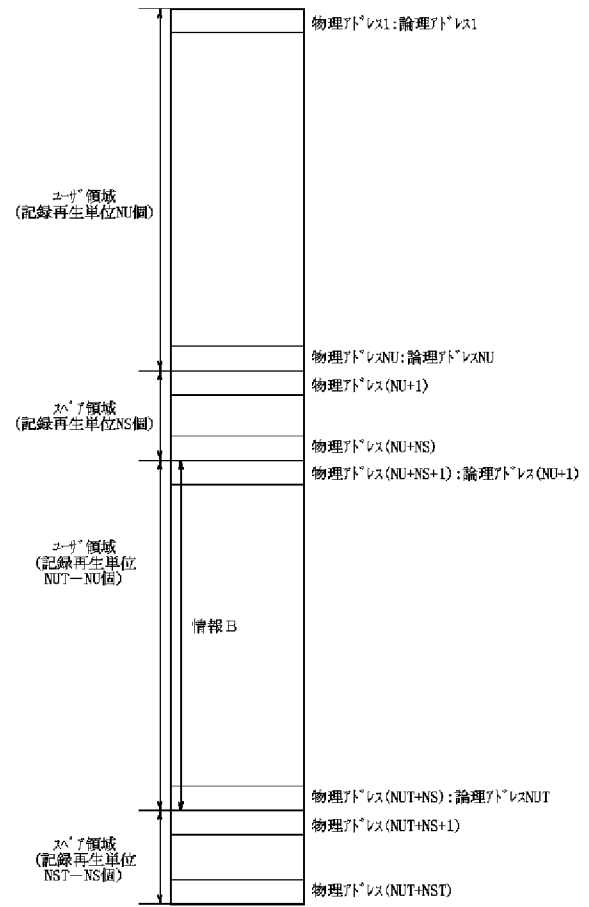 物理ｱﾄﾞﾚｽ1:論理ｱﾄﾞﾚｽ1
ﾕｰｻﾞ領域
(記録再生単位NU個)
物理ｱﾄﾞﾚｽNU:論理ｱﾄﾞﾚｽNU
物理ｱﾄﾞﾚｽ(NU+1)
ｽﾍﾟｱ領域
(記録再生単位NS個)
物理ｱﾄﾞﾚｽ(NU+NS)
物理ｱﾄﾞﾚｽ(NU+NS+1):論理ｱﾄﾞﾚｽ(NU+1)
ﾕｰｻﾞ領域
(記録再生単位
NUT－NU個)
情報Ｂ
物理ｱﾄﾞﾚｽ(NUT+NS):論理ｱﾄﾞﾚｽNUT
物理ｱﾄﾞﾚｽ(NUT+NS+1)
ｽﾍﾟｱ領域
(記録再生単位
NST－NS個)
物理ｱﾄﾞﾚｽ(NUT+NST)